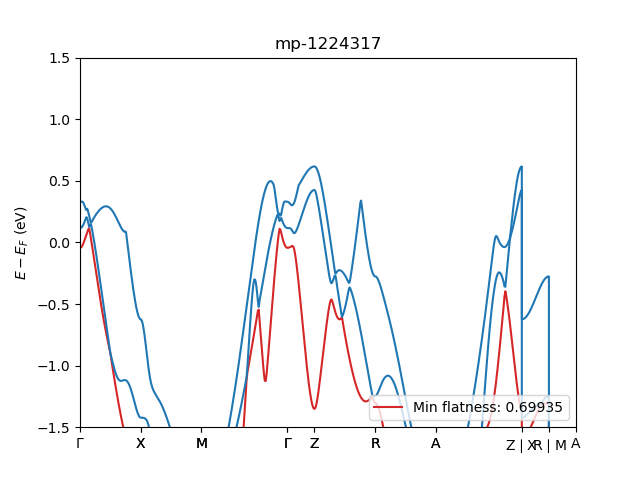 mp-1224317
1.5
1.0
0.5
0.0
−0.5
−1.0
−1.5
E − E_F (eV)
Min flatness: 0.69935
Γ X M Γ Z R A Z | X R | M A